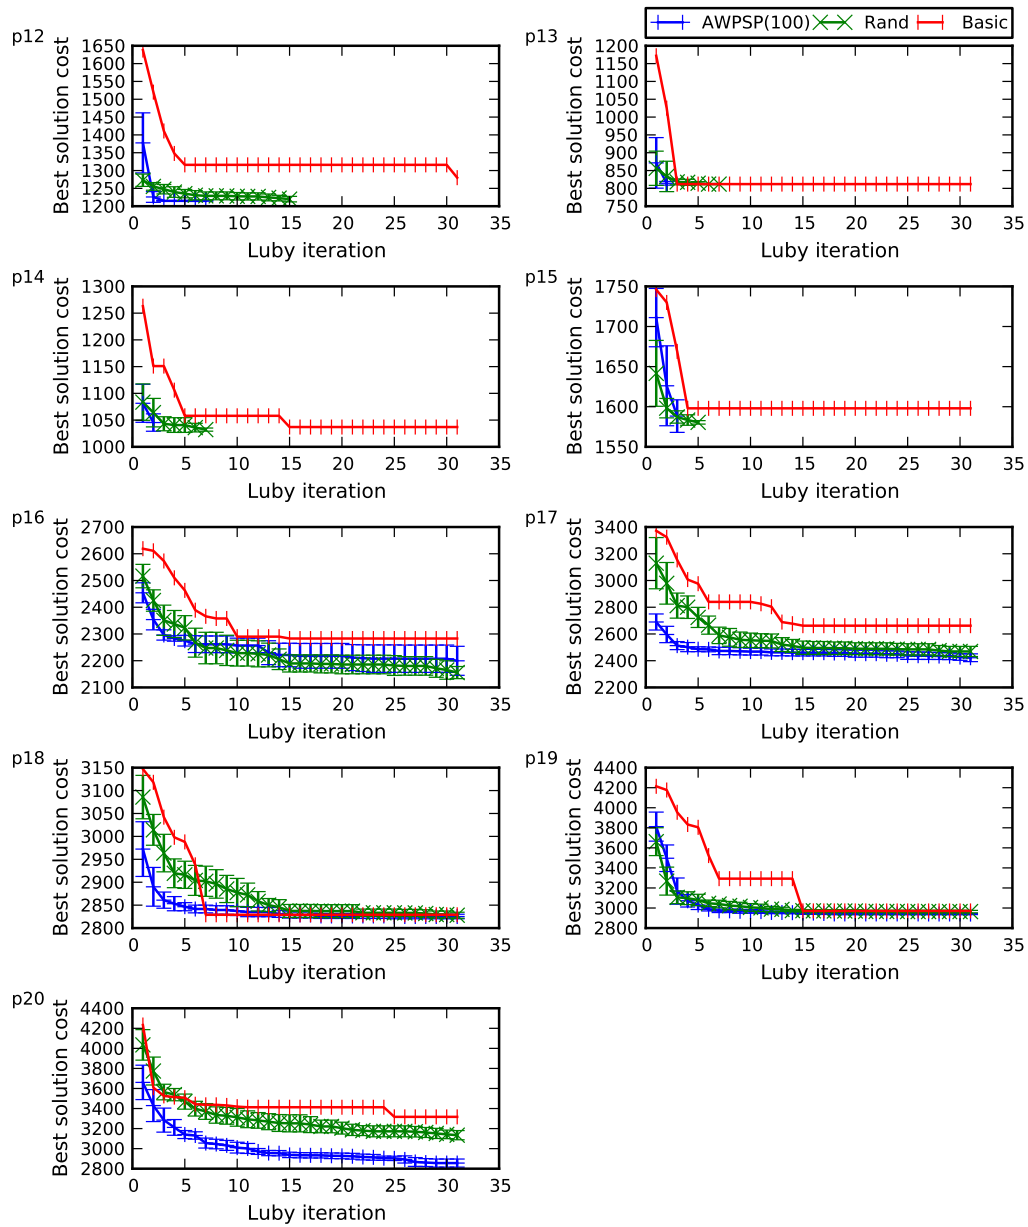 AWPSP(100) Rand Basic
p12
Best solution cost
1650
1600
1550
1500
1450
1400
1350
1300
1250
1200
0 5 10 15 20 25 30 35
Luby iteration
p13
Best solution cost
1200
1150
1100
1050
1000
950
900
850
800
750
0 5 10 15 20 25 30 35
Luby iteration
p14
Best solution cost
1300
1250
1200
1150
1100
1050
1000
0 5 10 15 20 25 30 35
Luby iteration
p15
Best solution cost
1750
1700
1650
1600
1550
0 5 10 15 20 25 30 35
Luby iteration
p16
Best solution cost
2700
2600
2500
2400
2300
2200
2100
0 5 10 15 20 25 30 35
Luby iteration
p17
Best solution cost
3400
3200
3000
2800
2600
2400
2200
0 5 10 15 20 25 30 35
Luby iteration
p18
Best solution cost
3150
3100
3050
3000
2950
2900
2850
2800
0 5 10 15 20 25 30 35
Luby iteration
p19
Best solution cost
4400
4200
4000
3800
3600
3400
3200
3000
2800
0 5 10 15 20 25 30 35
Luby iteration
p20
Best solution cost
4400
4200
4000
3800
3600
3400
3200
3000
2800
0 5 10 15 20 25 30 35
Luby iteration